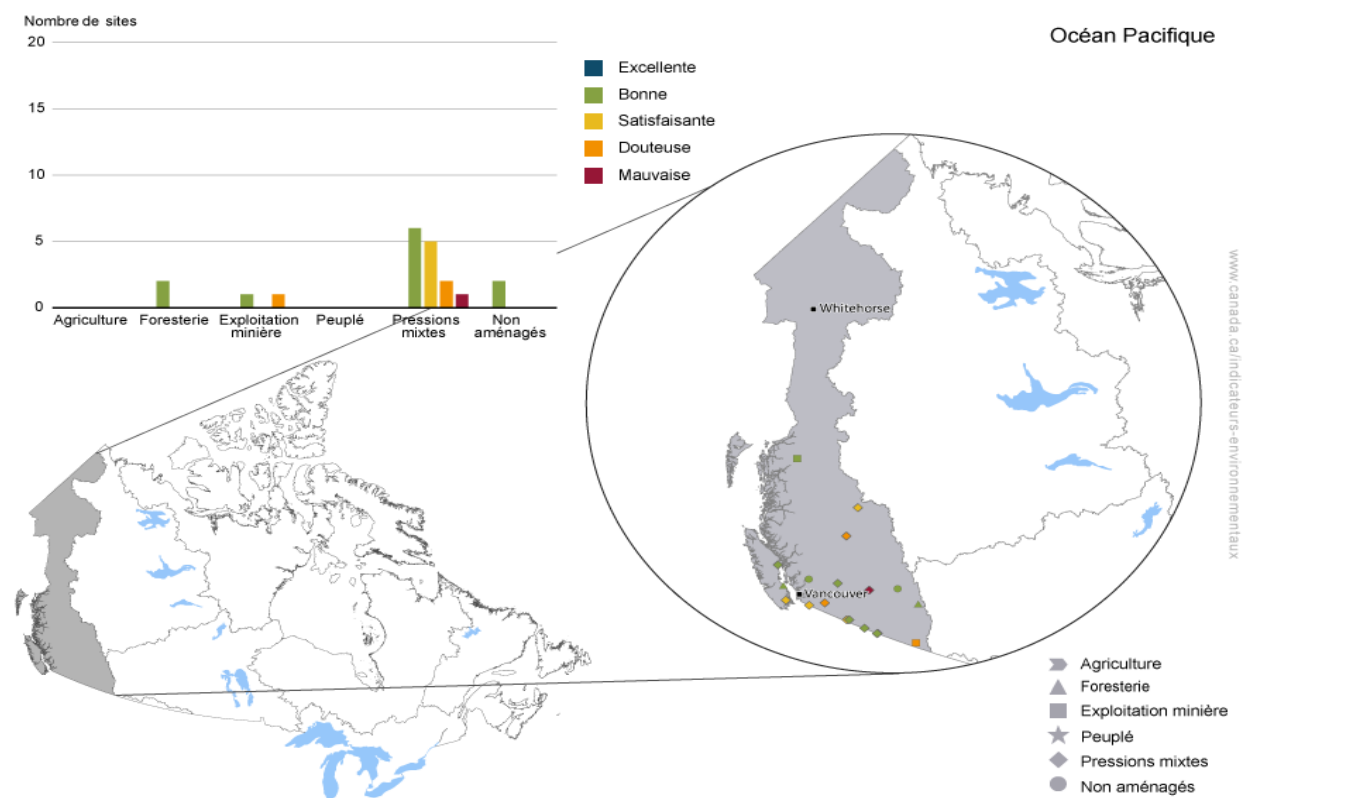 Nombre de sites
Océan Pacifique
20
15
10
5
0
Agriculture
Foresterie
Exploitation
minière
Peuplé
Pressions
mixtes
Non
aménagés
Excellente
Bonne
Satisfaisante
Douteuse
Mauvaise
Whitehorse
Vancouver
www.canada.ca/indicateurs-environnementaux
Agriculture
Foresterie
Exploitation minière
Peuplé
Pressions mixtes
Non aménagés